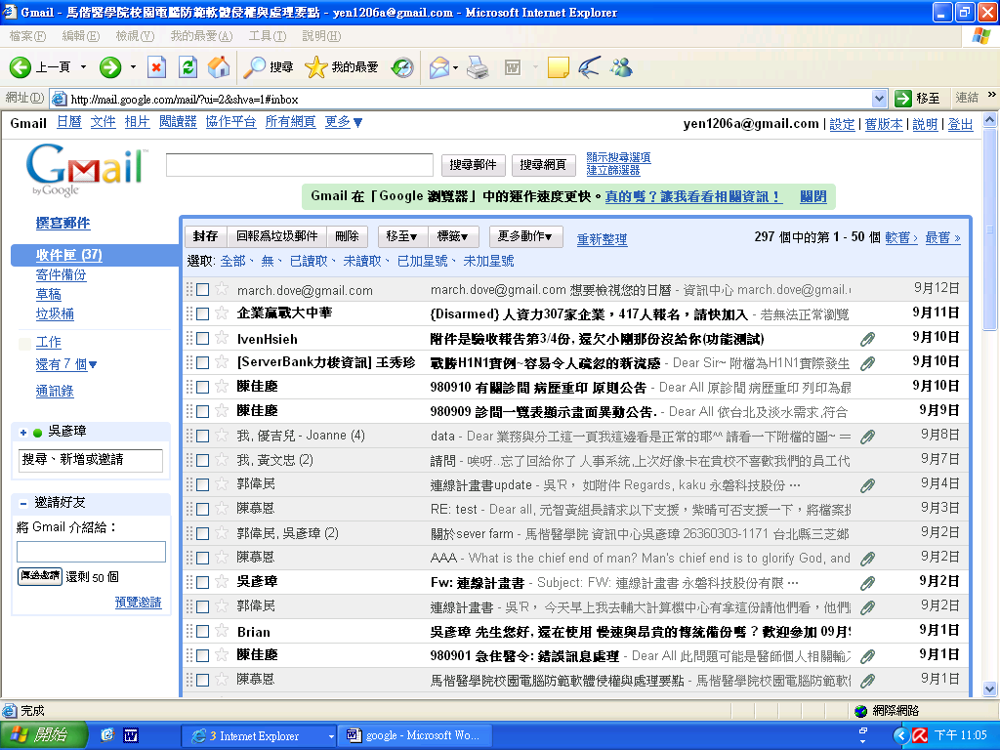 Gmail - 馬偕醫學院校園電腦防範軟體侵權與處理要點 - yen1206a@gmail.com - Microsoft Internet Explorer
檔案(F) 編輯(E) 檢視(V) 我的最愛(A) 工具(T) 說明(H)
上一頁 搜尋 我的最愛
網址(D) http://mail.google.com/mail/?ui=2&shva=1#inbox 移至 連結 »
Gmail 日曆 文件 相片 閱讀器 協作平台 所有網頁 更多▼ yen1206a@gmail.com | 設定 | 舊版本 | 說明 | 登出
Gmail by Google ™ 搜尋郵件 搜尋網頁 顯示搜尋選項
建立篩選器
Gmail 在「Google 瀏覽器」中的運作速度更快。真的嗎？讓我看看相關資訊！ 關閉
撰寫郵件
收件匣 (37)
寄件備份
草稿
垃圾桶
工作
還有 7 個▼
通訊錄
吳彥璋
搜尋、新增或邀請
邀請好友
將 Gmail 介紹給：
傳送邀請 還剩 50 個
預覽邀請
封存 回報為垃圾郵件 刪除 移至▼ 標籤▼ 更多動作▼ 重新整理 297 個中的第 1 - 50 個 較舊 › 最舊 »
選取: 全部、 無、 已讀取、 未讀取、 已加星號、 未加星號
march.dove@gmail.com march.dove@gmail.com 想要檢視您的日曆 - 資訊中心 march.dove@gmail. 9月12日
企業贏戰大中華 {Disarmed} 人資力307家企業，417人報名，請快加入 - 若無法正常瀏覽 9月11日
IvenHsieh 附件是驗收報告第3/4份, 還欠小剛那份沒給你(功能測試) 9月10日
[ServerBank力梭資訊] 王秀珍 戰勝H1N1實例~容易令人疏忽的新流感 - Dear Sir~ 附檔為H1N1實際發生 9月10日
陳佳慶 980910 有關診間 病歷重印 原則公告 - Dear All 原診間 病歷重印 列印為最 9月10日
陳佳慶 980909 診間一覽表顯示畫面異動公告. - Dear All 依台北及淡水需求,符合 9月9日
我, 優吉兒 - Joanne (4) data - Dear 業務與分工這一頁我這邊看是正常的耶^^ 請看一下附檔的圖~ = 9月8日
我, 黃文忠 (2) 請問 - 唉呀..忘了回給你了 人事系統,上次好像卡在貴校不喜歡我們的員工代 9月7日
郭偉民 連線計畫書update - 吳'R， 如附件 Regards, kaku 永磐科技股份 … 9月4日
陳慕恩 RE: test - Dear all, 元智黃組長請求以下支援，紫晴可否支援一下，將檔案 9月3日
郭偉民, 吳彥璋 (2) 關於sever farm - 馬偕醫學院 資訊中心吳彥璋 26360303-1171 台北縣三芝鄉 9月2日
陳慕恩 AAA - What is the chief end of man? Man's chief end is to glorify God, and 9月2日
吳彥璋 Fw: 連線計畫書 - Subject: FW: 連線計畫書 永磐科技股份有限 … 9月2日
郭偉民 連線計畫書 - 吳'R， 今天早上我去輔大計算機中心有拿這份請他們看，他們 9月2日
Brian 吳彥璋 先生您好, 還在使用 慢速與昂貴的傳統備份嗎？歡迎參加 09月 9月1日
陳佳慶 980901 急住醫令: 錯誤訊息處理 - Dear All 此問題可能是醫師個人相關輸入 9月1日
陳慕恩 馬偕醫學院校園電腦防範軟體侵權與處理要點 - 馬偕醫學院校園電腦防範軟 9月1日
完成 網際網路
開始 3 Internet Explorer google - Microsoft Wo... 下午 11:05